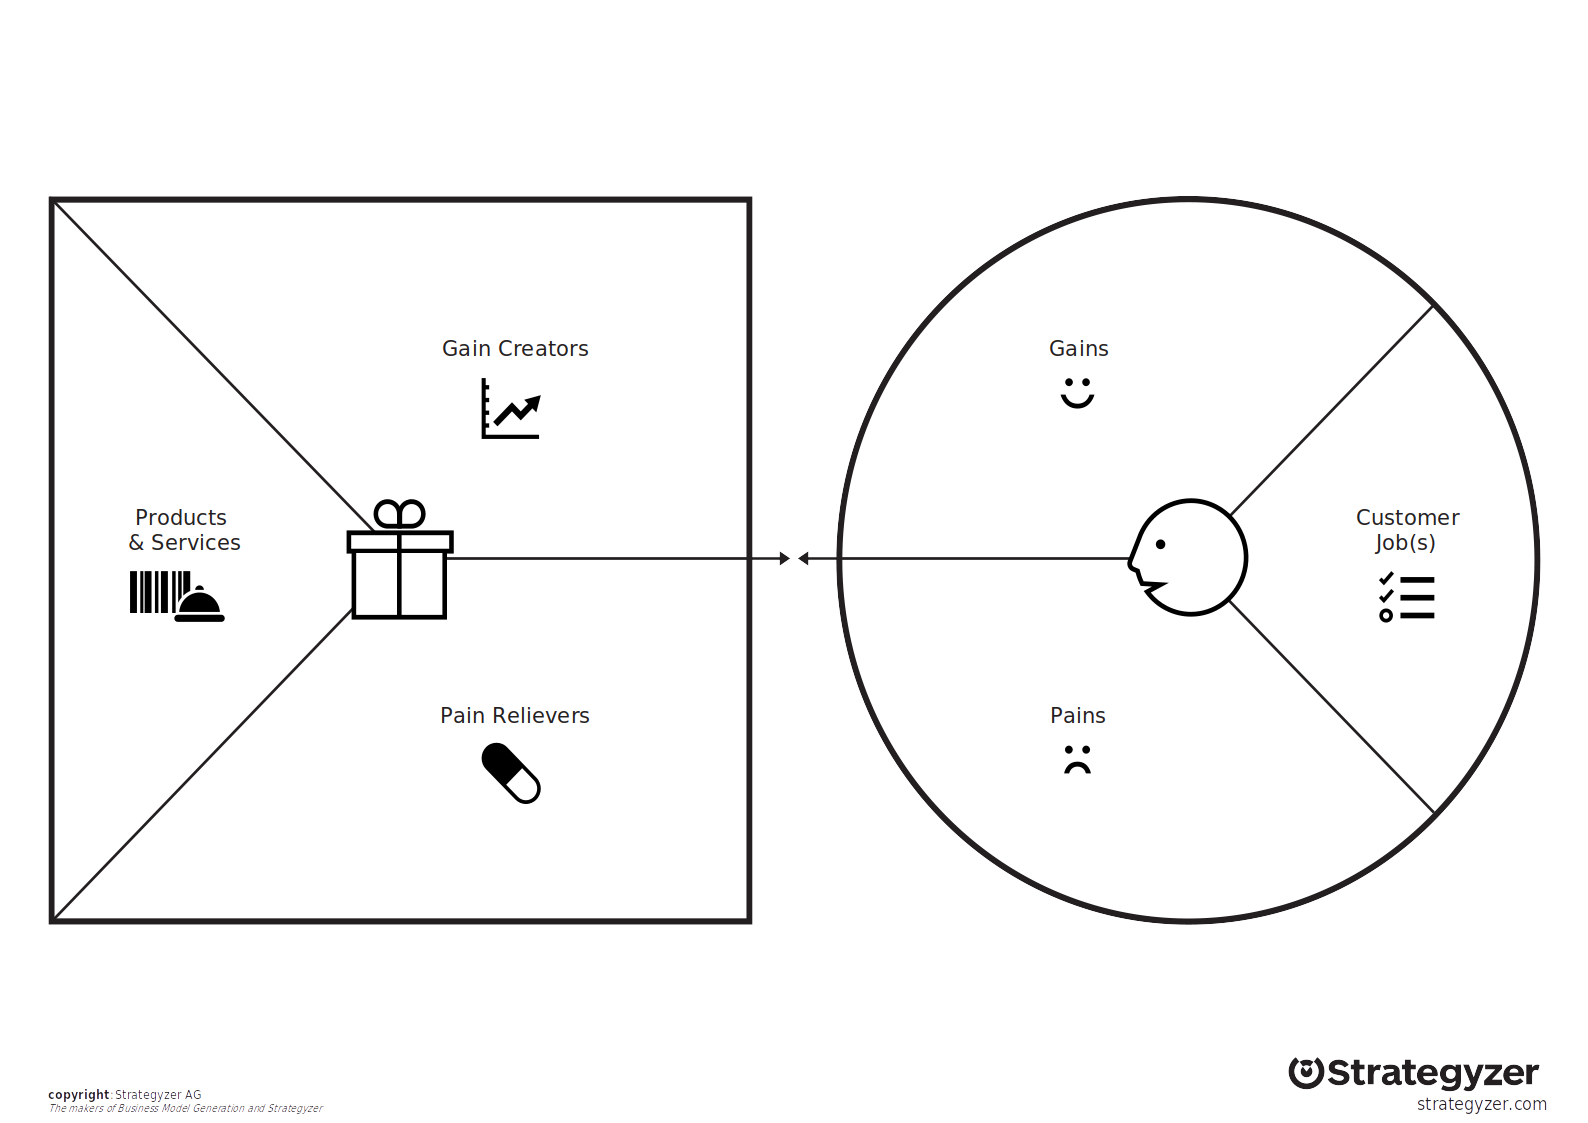 Gain Creators
Products
& Services
Pain Relievers
Gains
Customer
Job(s)
Pains
copyright: Strategyzer AG
The makers of Business Model Generation and Strategyzer
Strategyzer
strategyzer.com